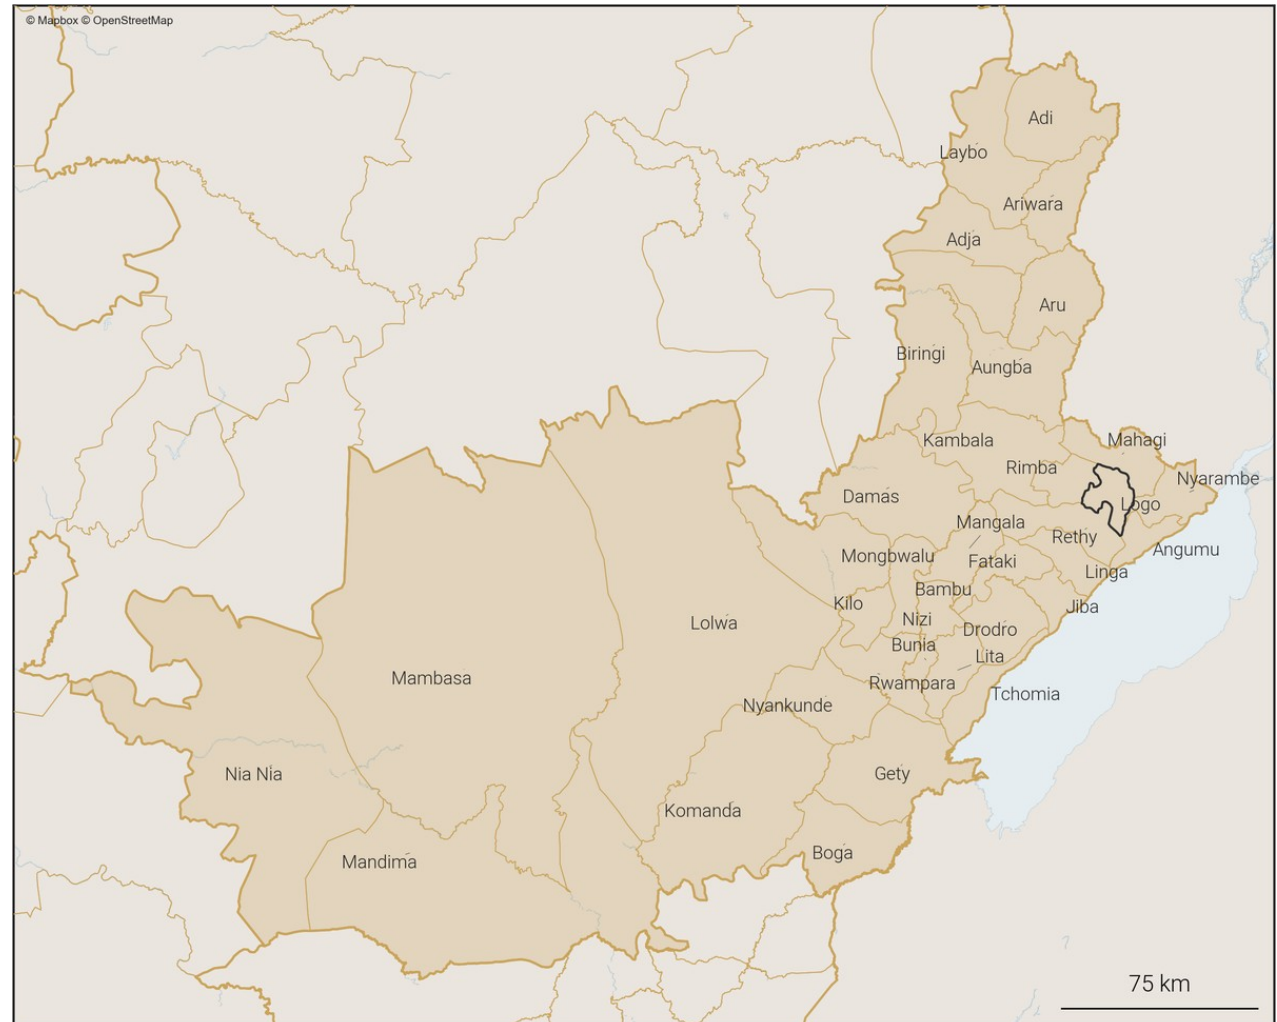 © Mapbox © OpenStreetMap
Adi
Laybo
Ariwara
Adja
Aru
Biringi
Aungba
Kambala
Mahagi
Rimba
Nyarambe
Damas
Logo
Mangala
Rethy
Angumu
Mongbwalu
Fataki
Linga
Bambu
Kilo
Jiba
Nizi
Lolwa
Drodro
Bunia
Lita
Mambasa
Rwampara
Tchomia
Nyankunde
Nia Nia
Gety
Komanda
Boga
Mandima
75 km